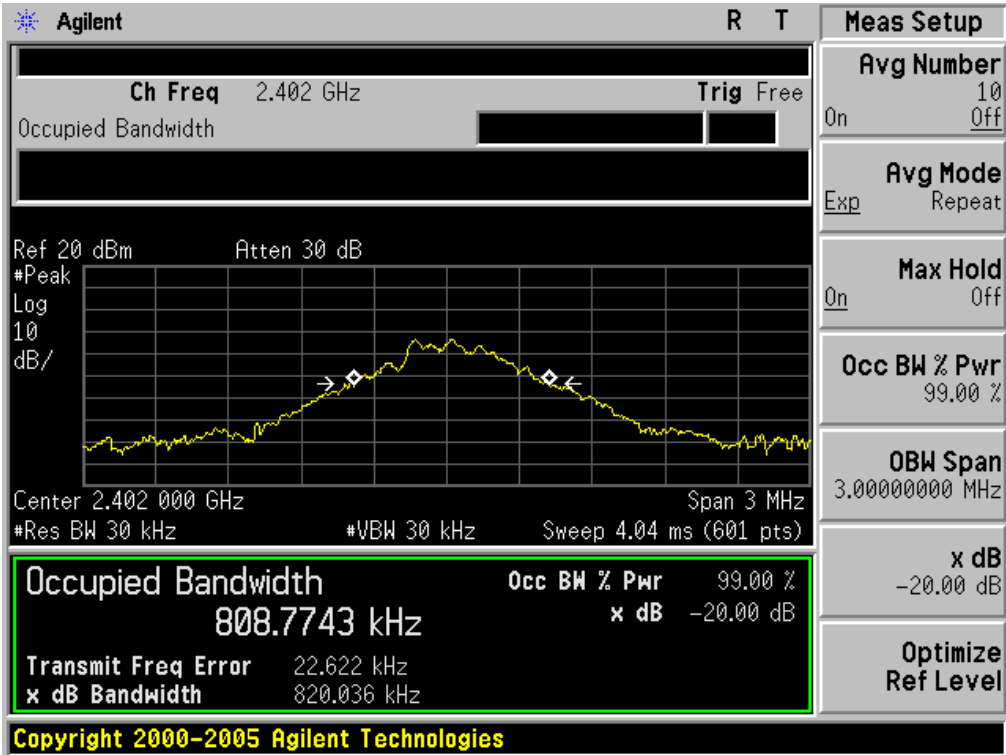 Agilent R T
Ch Freq 2.402 GHz Trig Free
Occupied Bandwidth
Ref 20 dBm Atten 30 dB
#Peak
Log
10
dB/
Center 2.402 000 GHz Span 3 MHz
#Res BW 30 kHz #VBW 30 kHz Sweep 4.04 ms (601 pts)
Occupied Bandwidth Occ BW % Pwr 99.00 %
808.7743 kHz x dB -20.00 dB
Transmit Freq Error 22.622 kHz
x dB Bandwidth 820.036 kHz
Copyright 2000-2005 Agilent Technologies
Meas Setup
Avg Number
10
On Off
Avg Mode
Exp Repeat
Max Hold
On Off
Occ BW % Pwr
99.00 %
OBW Span
3.00000000 MHz
x dB
-20.00 dB
Optimize
Ref Level